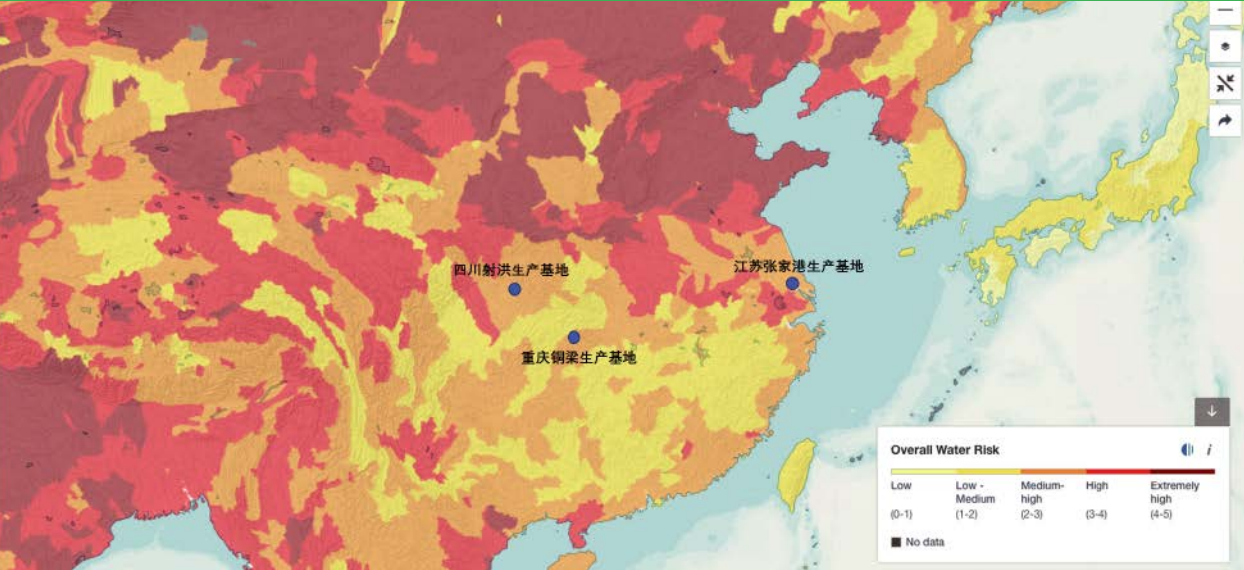 四川射洪生产基地
江苏张家港生产基地
重庆铜梁生产基地
Overall Water Risk
i
Low
Low -
Medium
Medium-
high
High
Extremely
high
(0-1)
(1-2)
(2-3)
(3-4)
(4-5)
No data